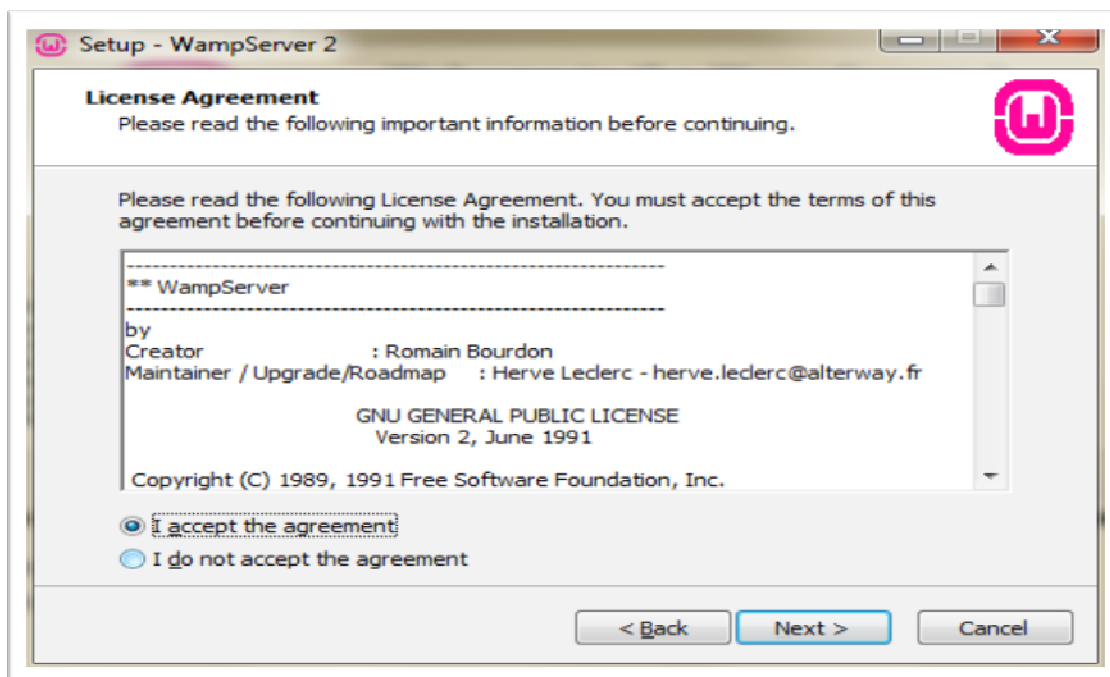 Setup - WampServer 2
License Agreement
Please read the following important information before continuing.
Please read the following License Agreement. You must accept the terms of this
agreement before continuing with the installation.
------------------------------------------------------------
** WampServer
------------------------------------------------------------
by
Creator : Romain Bourdon
Maintainer / Upgrade/Roadmap : Herve Leclerc - herve.leclerc@alterway.fr
GNU GENERAL PUBLIC LICENSE
Version 2, June 1991
Copyright (C) 1989, 1991 Free Software Foundation, Inc.
I accept the agreement
I do not accept the agreement
< Back Next > Cancel